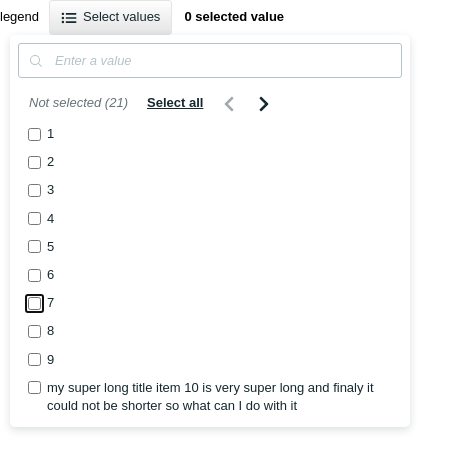 legend
Select values
0 selected value
Enter a value
Not selected (21)
Select all
1
2
3
4
5
6
7
8
9
my super long title item 10 is very super long and finaly it
could not be shorter so what can I do with it